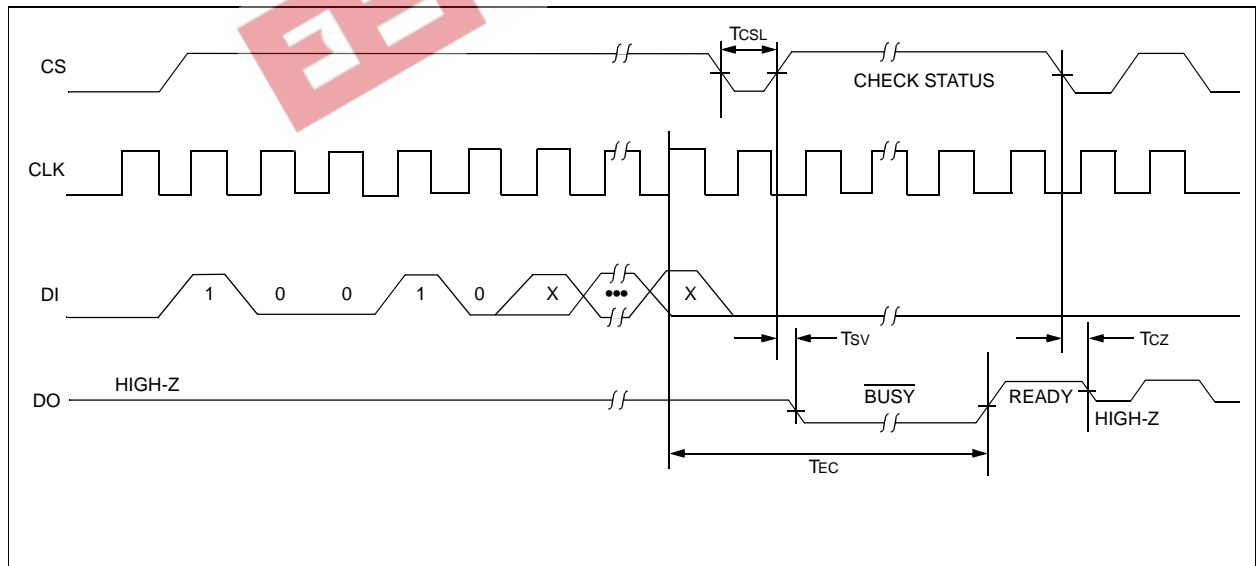 TCSL
CS
CHECK STATUS
CLK
DI
1 0 0 1 0 X ••• X
TSV
TCZ
HIGH-Z
DO
BUSY
READY
HIGH-Z
TEC